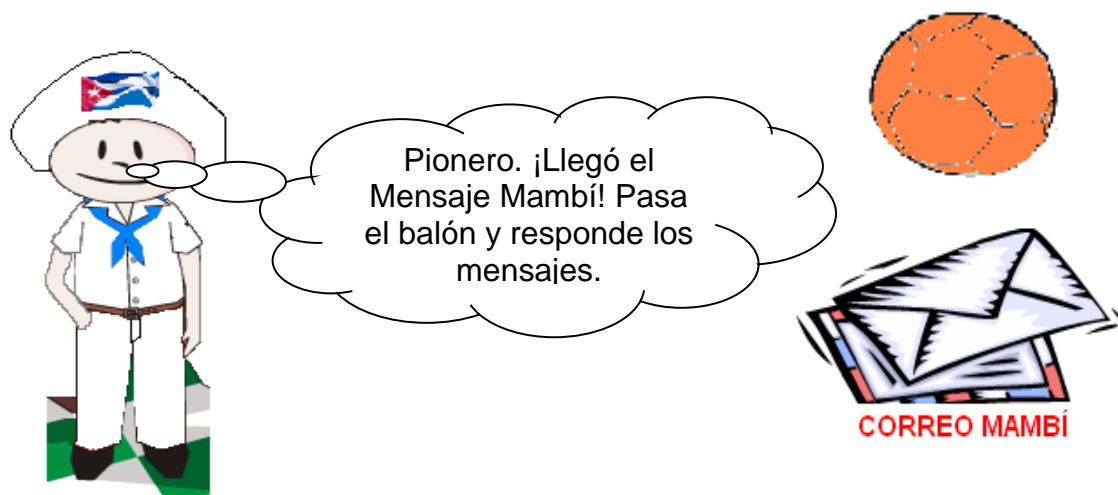 Pionero. ¡Llegó el
Mensaje Mambí! Pasa
el balón y responde los
mensajes.
CORREO MAMBÍ